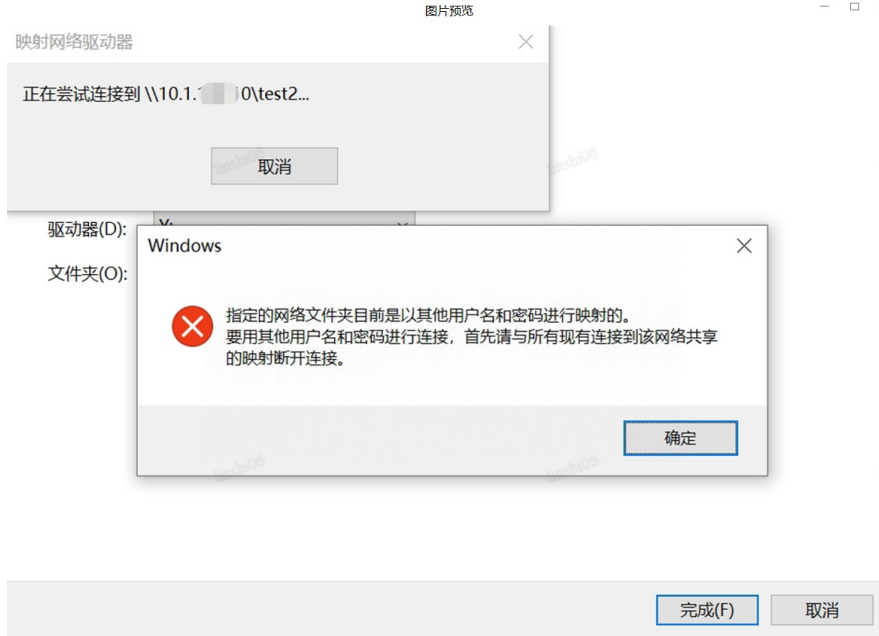 图片预览
映射网络驱动器
正在尝试连接到 \\10.1.1 0\test2...
取消
驱动器(D): Y:
文件夹(O):
Windows
指定的网络文件夹目前是以其他用户名和密码进行映射的。
要用其他用户名和密码进行连接，首先请与所有现有连接到该网络共享
的映射断开连接。
确定
完成(F) 取消